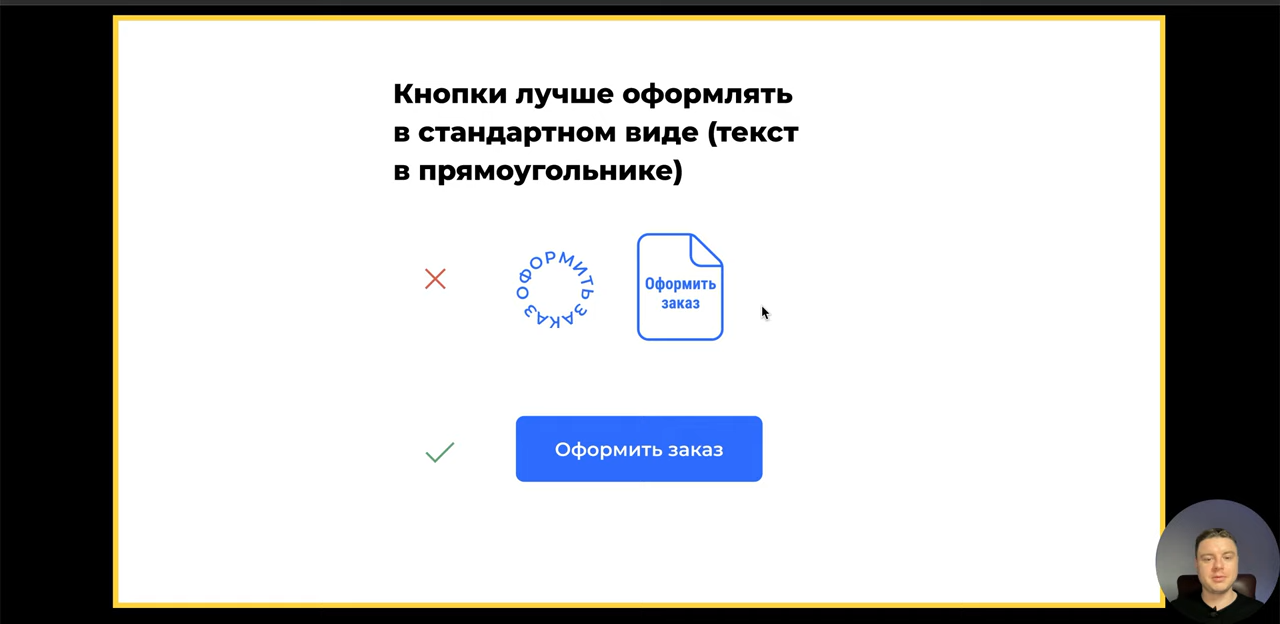 Кнопки лучше оформлять
в стандартном виде (текст
в прямоугольнике)
ОФОРМИТЬ ЗАКАЗ
Оформить
заказ
Оформить заказ